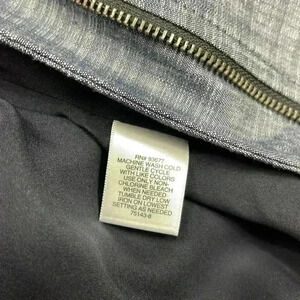 RN# 93677
MACHINE WASH COLD
GENTLE CYCLE
WITH LIKE COLORS
USE ONLY NON-
CHLORINE BLEACH
WHEN NEEDED
TUMBLE DRY LOW
IRON ON LOWEST
SETTING AS NEEDED
75143-8